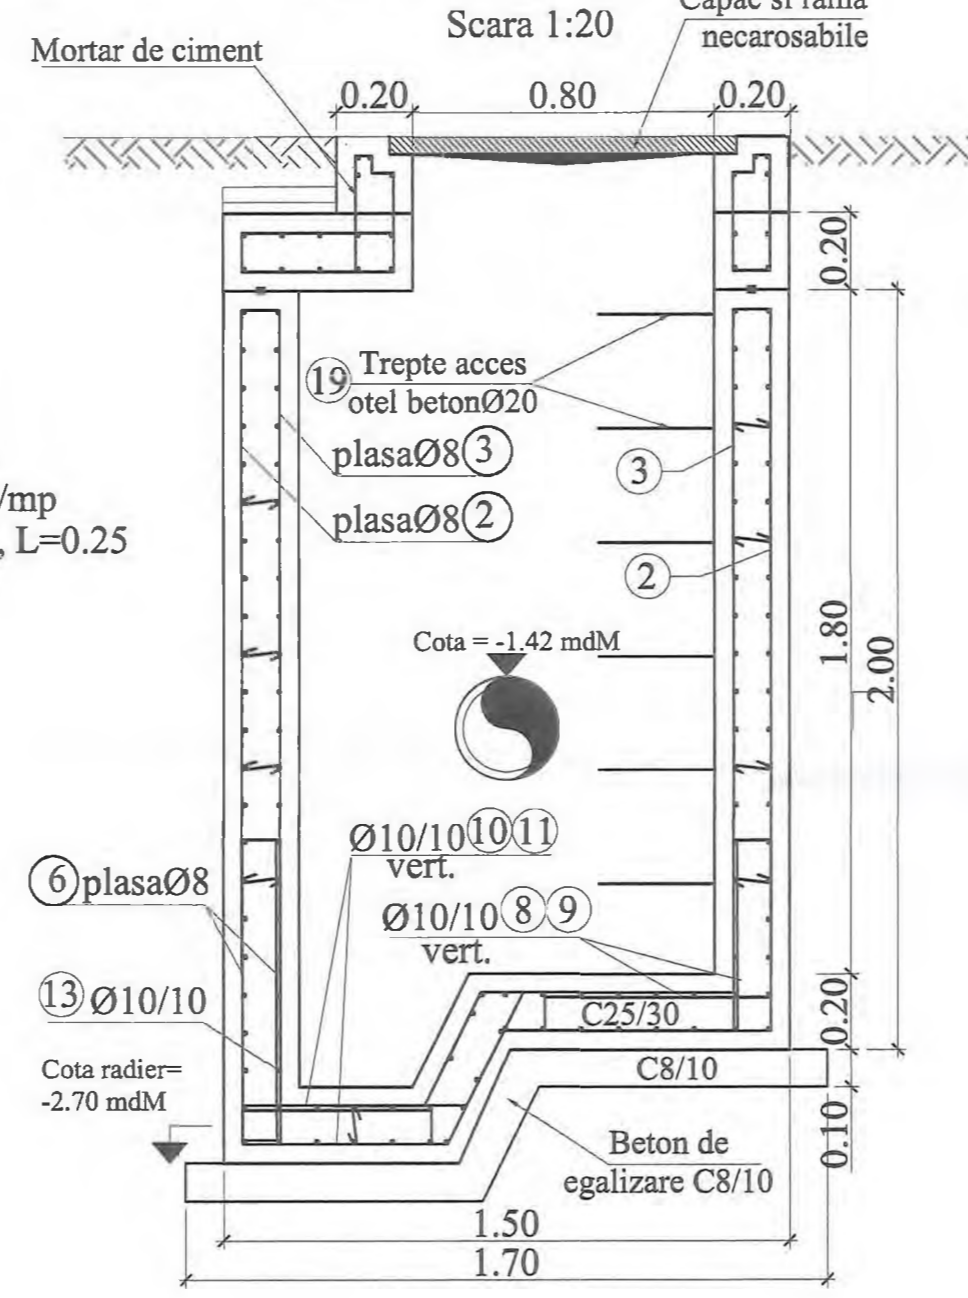 Capac si rama
necarosabile
Scara 1:20
Mortar de ciment
0.20
0.80
0.20
0.20
19 Trepte acces
otel betonØ20
plasaØ8 3
3
/mp
, L=0.25
plasaØ8 2
2
Cota = -1.42 mdM
1.80
2.00
Ø10/10 10 11
vert.
6 plasaØ8
Ø10/10 8 9
vert.
13 Ø10/10
C25/30
0.20
Cota radier=
-2.70 mdM
C8/10
0.10
Beton de
egalizare C8/10
1.50
1.70